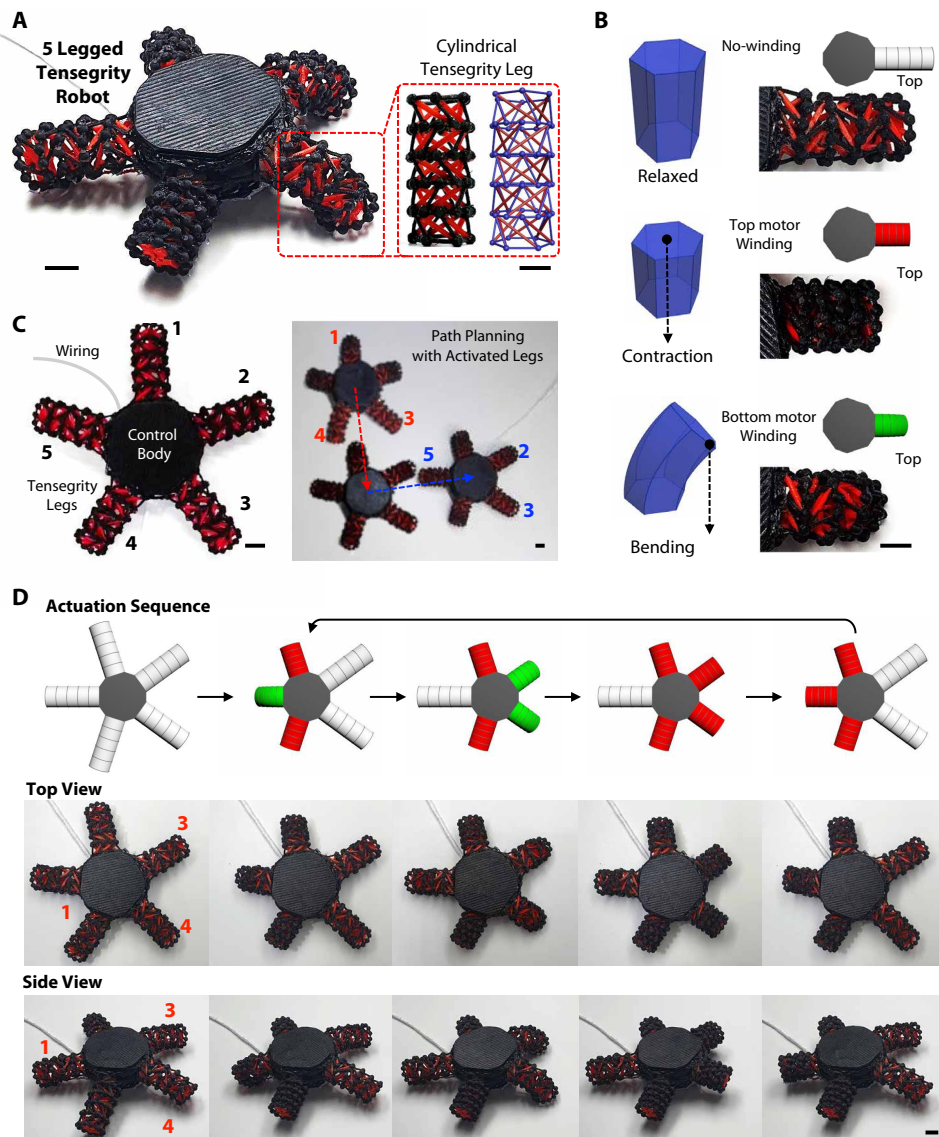 A
5 Legged
Tensegrity
Robot
Cylindrical
Tensegrity Leg
B
No-winding
Top
Relaxed
Top motor
Winding
Top
Contraction
Bottom motor
Winding
Top
Bending
C
1
Wiring
2
Control
Body
5
Tensegrity
Legs
3
4
Path Planning
with Activated Legs
1
3
4
5
2
3
D
Actuation Sequence
Top View
3
1
4
Side View
3
1
4